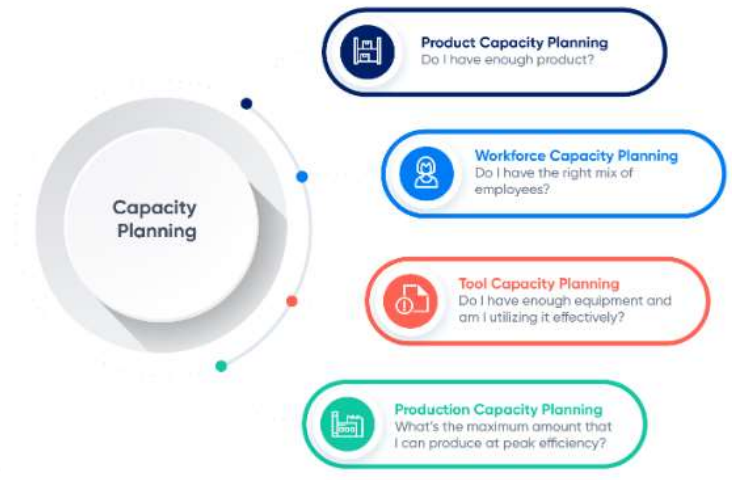 Capacity
Planning
Product Capacity Planning
Do I have enough product?
Workforce Capacity Planning
Do I have the right mix of
employees?
Tool Capacity Planning
Do I have enough equipment and
am I utilizing it effectively?
Production Capacity Planning
What's the maximum amount that
I can produce at peak efficiency?